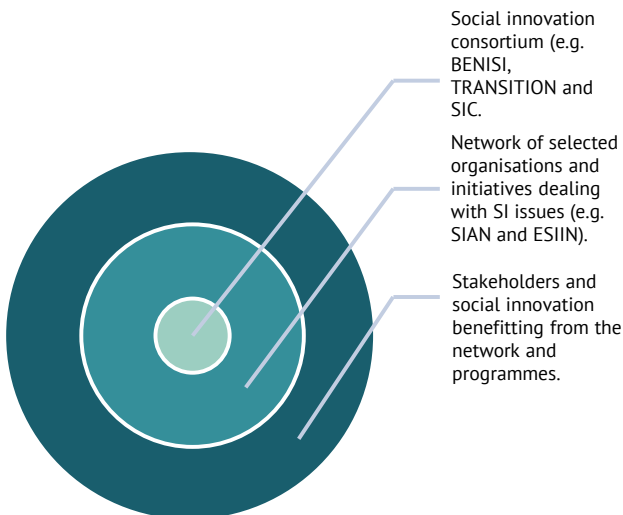 Social innovation
consortium (e.g.
BENISI,
TRANSITION and
SIC.
Network of selected
organisations and
initiatives dealing
with SI issues (e.g.
SIAN and ESIIN).
Stakeholders and
social innovation
benefitting from the
network and
programmes.